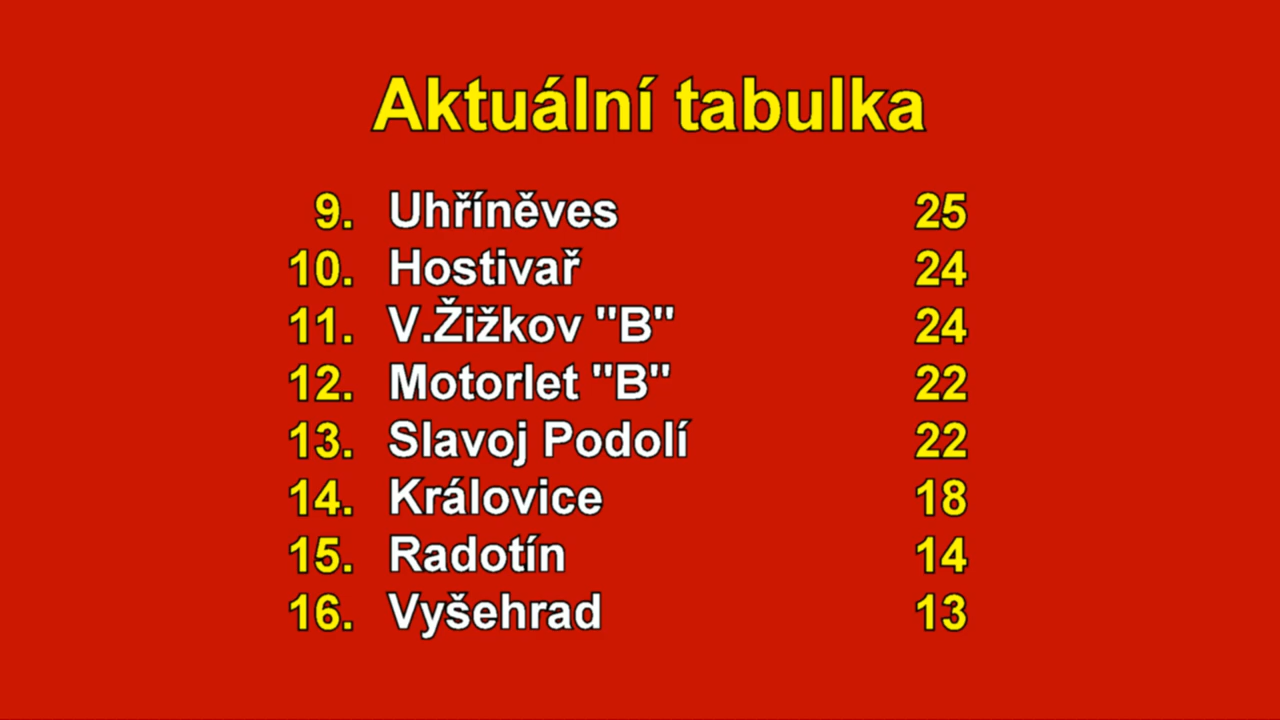 Aktuální tabulka
9. Uhříněves 25
10. Hostivař 24
11. V.Žižkov "B" 24
12. Motorlet "B" 22
13. Slavoj Podolí 22
14. Královice 18
15. Radotín 14
16. Vyšehrad 13